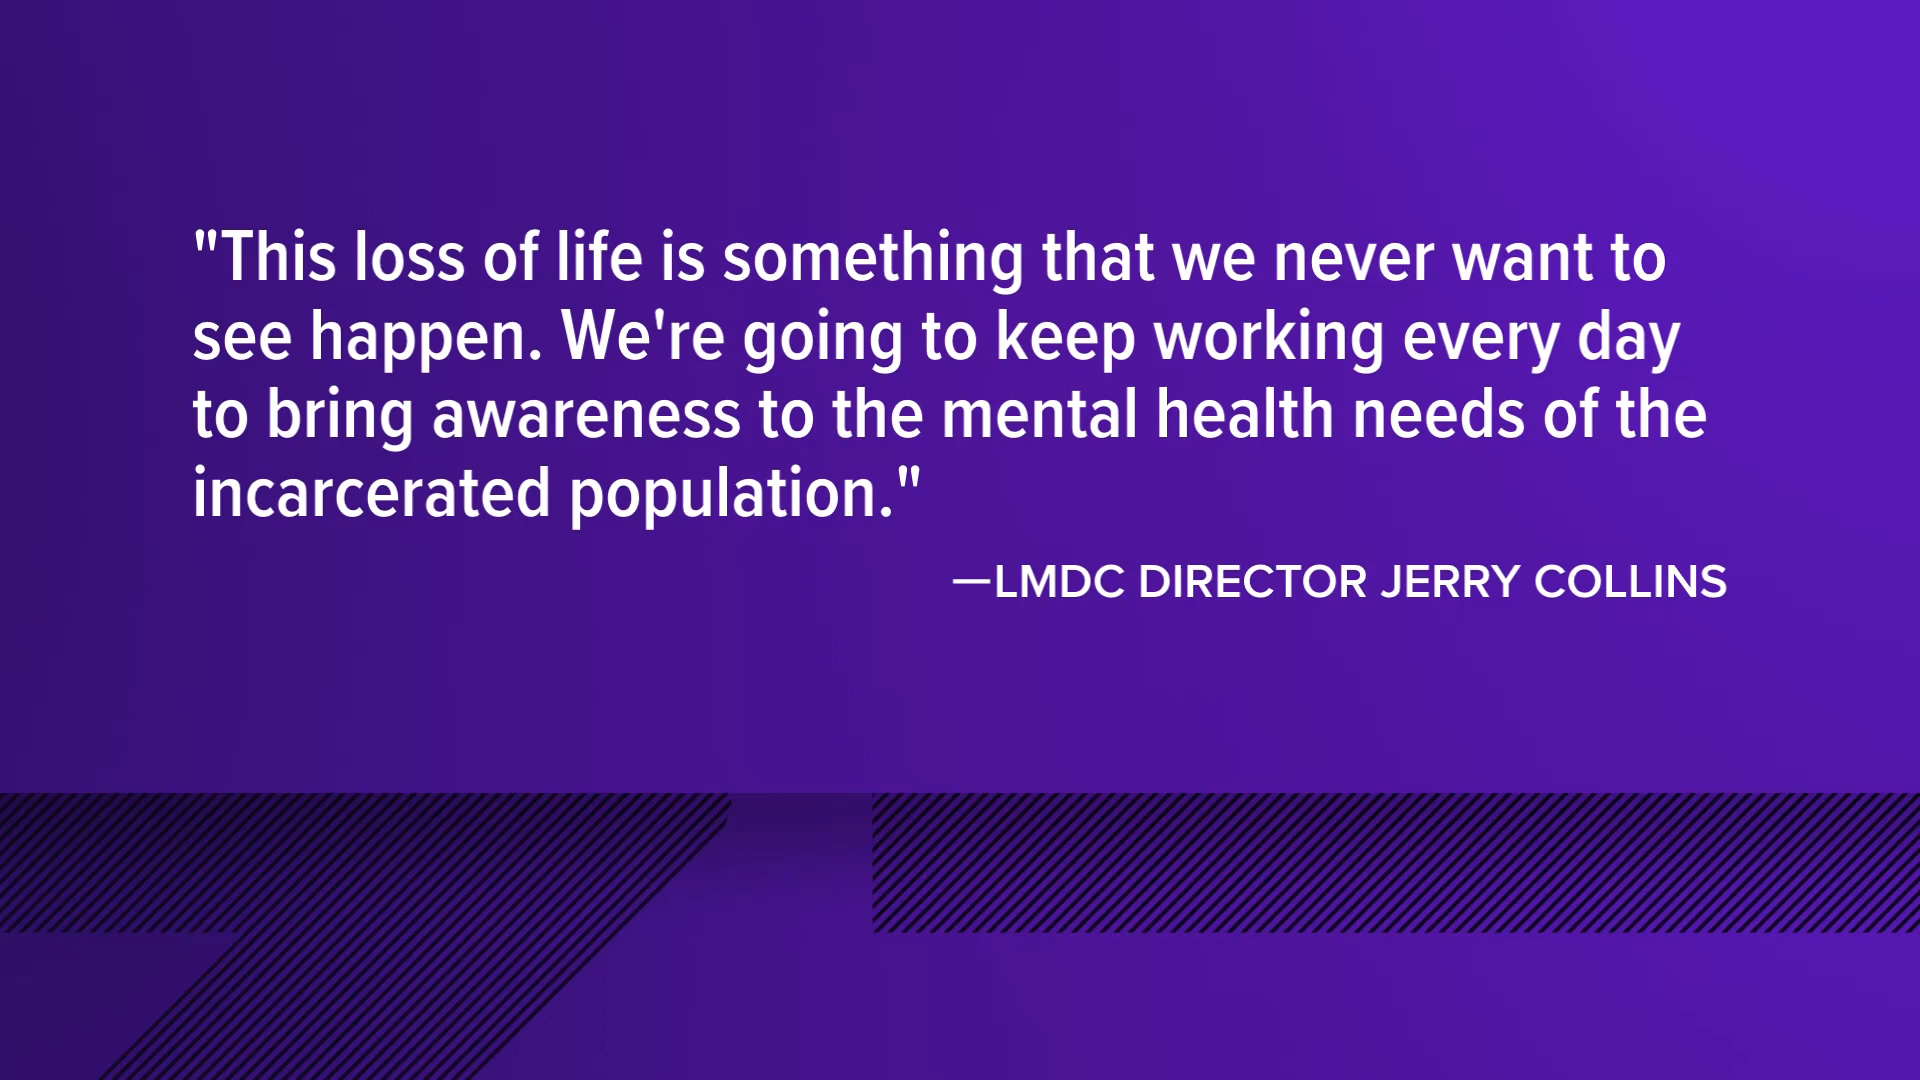 "This loss of life is something that we never want to
see happen. We're going to keep working every day
to bring awareness to the mental health needs of the
incarcerated population."
—LMDC DIRECTOR JERRY COLLINS